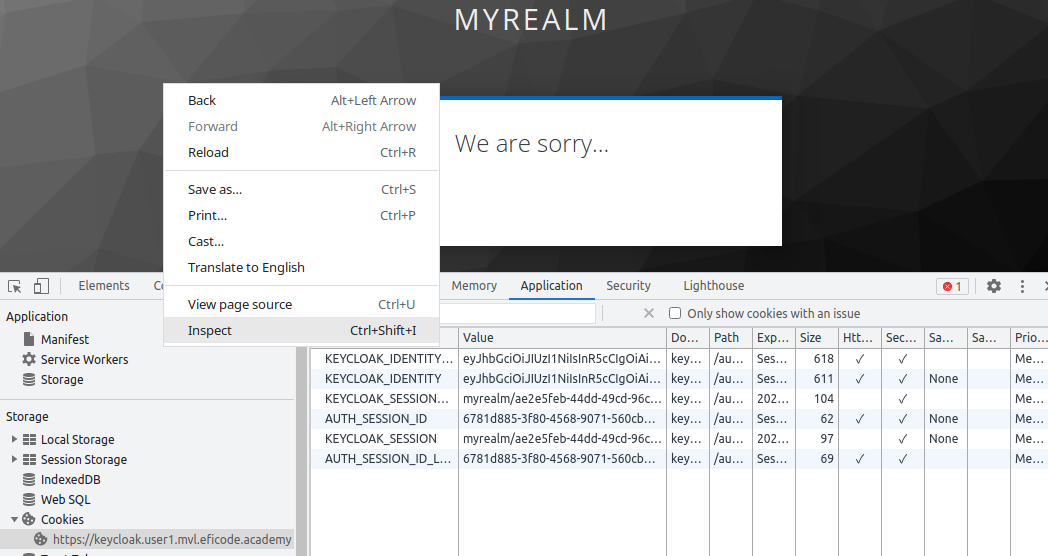 MYREALM
We are sorry...
Back Alt+Left Arrow
Forward Alt+Right Arrow
Reload Ctrl+R
Save as... Ctrl+S
Print... Ctrl+P
Cast...
Translate to English
View page source Ctrl+U
Inspect Ctrl+Shift+I
Elements Memory Application Security Lighthouse 1
Only show cookies with an issue
Application
Manifest
Service Workers
Storage
Storage
Local Storage
Session Storage
IndexedDB
Web SQL
Cookies
https://keycloak.user1.mvl.eficode.academy
Value Do... Path Exp... Size Htt... Sec... Sa... Sa... Prio...
KEYCLOAK_IDENTITY... eyJhbGciOiJIUzI1NiIsInR5cCIgOiAi... key... /au... Ses... 618 ✓ ✓ Me...
KEYCLOAK_IDENTITY eyJhbGciOiJIUzI1NiIsInR5cCIgOiAi... key... /au... Ses... 611 ✓ ✓ None Me...
KEYCLOAK_SESSION... myrealm/ae2e5feb-44dd-49cd-96c... key... /au... 202... 104 ✓ Me...
AUTH_SESSION_ID 6781d885-3f80-4568-9071-560cb... key... /au... Ses... 62 ✓ ✓ None Me...
KEYCLOAK_SESSION myrealm/ae2e5feb-44dd-49cd-96c... key... /au... 202... 97 ✓ None Me...
AUTH_SESSION_ID_L... 6781d885-3f80-4568-9071-560cb... key... /au... Ses... 69 ✓ ✓ Me...